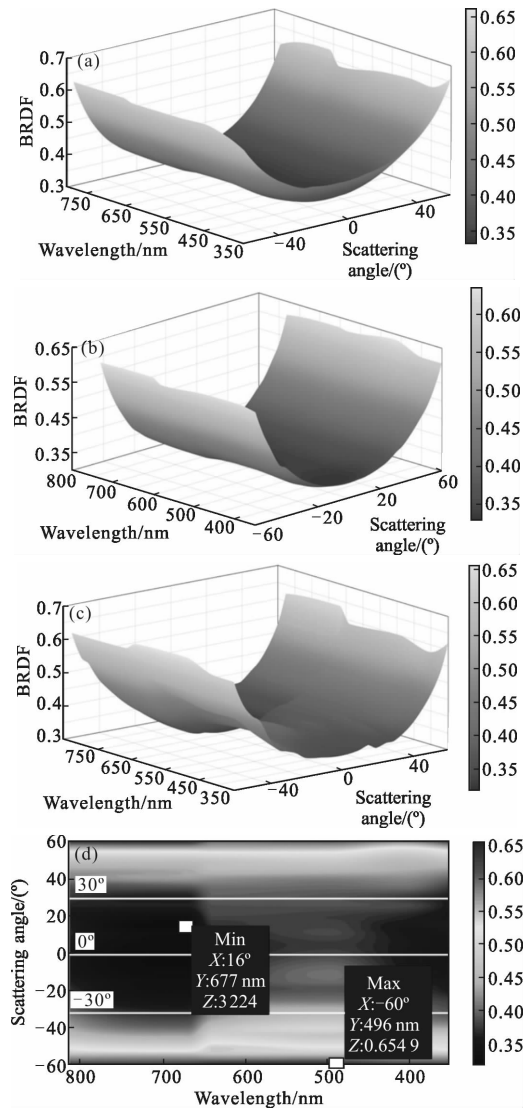 (a)
0.7
0.6
0.5
0.4
0.3
BRDF
750
650
550
450
350
Wavelength/nm
−40
0
40
Scattering
angle/(º)
0.65
0.60
0.55
0.50
0.45
0.40
0.35
(b)
0.65
0.55
0.45
0.35
BRDF
800
700
600
500
400
Wavelength/nm
−60
−20
20
60
Scattering
angle/(º)
0.60
0.55
0.50
0.45
0.40
0.35
(c)
0.7
0.6
0.5
0.4
0.3
BRDF
750
650
550
450
350
Wavelength/nm
−40
0
40
Scattering
angle/(º)
0.65
0.60
0.55
0.50
0.45
0.40
0.35
(d)
60
40
20
0
−20
−40
−60
Scattering angle/(º)
30º
0º
−30º
Min
X:16º
Y:677 nm
Z:3 224
Max
X:−60º
Y:496 nm
Z:0.654 9
800
700
600
500
400
Wavelength/nm
0.65
0.60
0.55
0.50
0.45
0.40
0.35